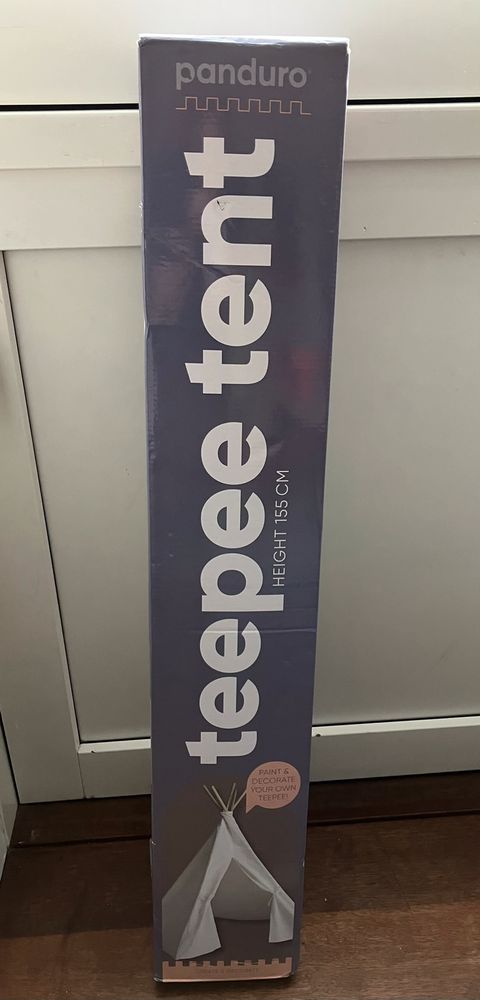 panduro
teepee tent
HEIGHT 155 CM
PAINT &
DECORATE
YOUR OWN
TEEPEE!